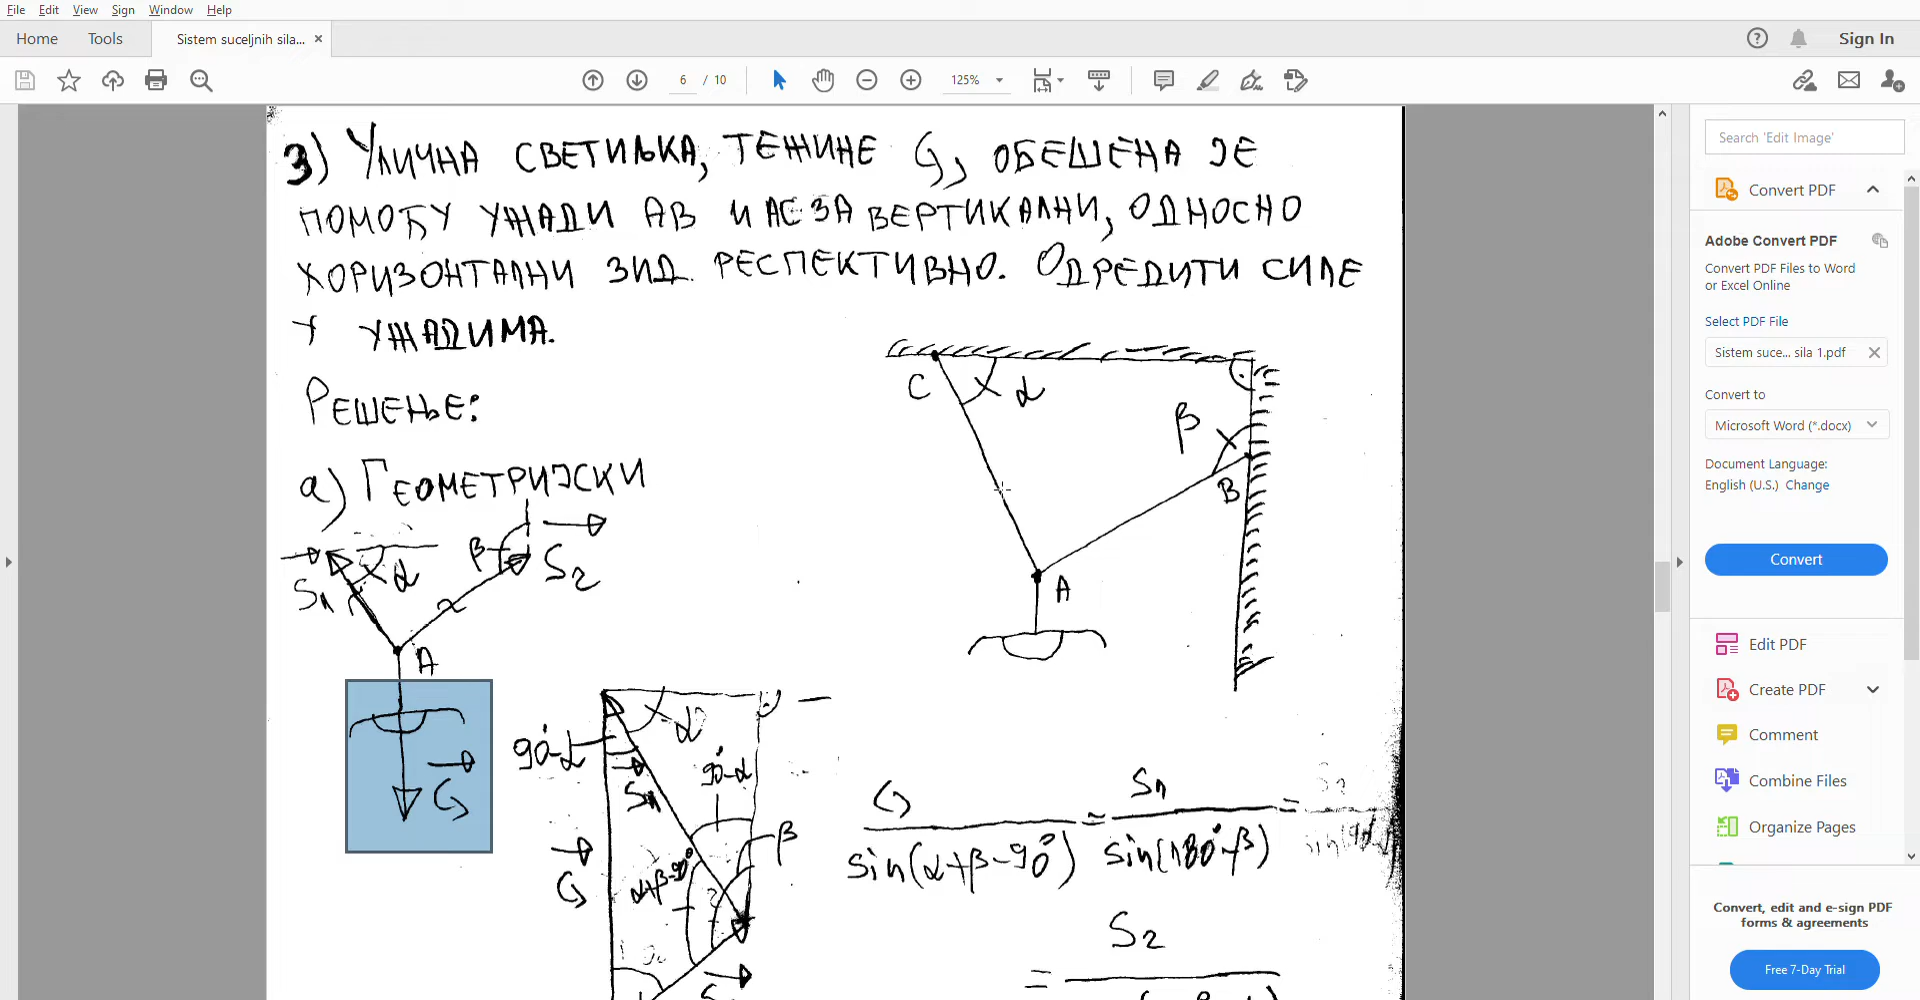 File Edit View Sign Window Help
Home Tools Sistem suceljnih sila... Sign In
6 / 10 125%
3) УЛИЧНА СВЕТИЉКА, ТЕЖИНЕ G, ОБЕШЕНА ЈЕ
ПОМОЋУ УЖАДИ AB И AC ЗА ВЕРТИКАЛНИ, ОДНОСНО
ХОРИЗОНТАЛНИ ЗИД РЕСПЕКТИВНО. ОДРЕДИТИ СИЛЕ
У УЖАДИМА.
РЕШЕЊЕ:
а) ГЕОМЕТРИЈСКИ
C α
β
B
A
β S2
S1 α
A
G
α
90°-α
90°-α
S1
β
G α+β-90°
G/sin(α+β-90°) = S1/sin(180°-β) =
= S2
Search 'Edit Image'
Convert PDF
Adobe Convert PDF
Convert PDF Files to Word
or Excel Online
Select PDF File
Sistem suce... sila 1.pdf
Convert to
Microsoft Word (*.docx)
Document Language:
English (U.S.) Change
Convert
Edit PDF
Create PDF
Comment
Combine Files
Organize Pages
Convert, edit and e-sign PDF
forms & agreements
Free 7-Day Trial